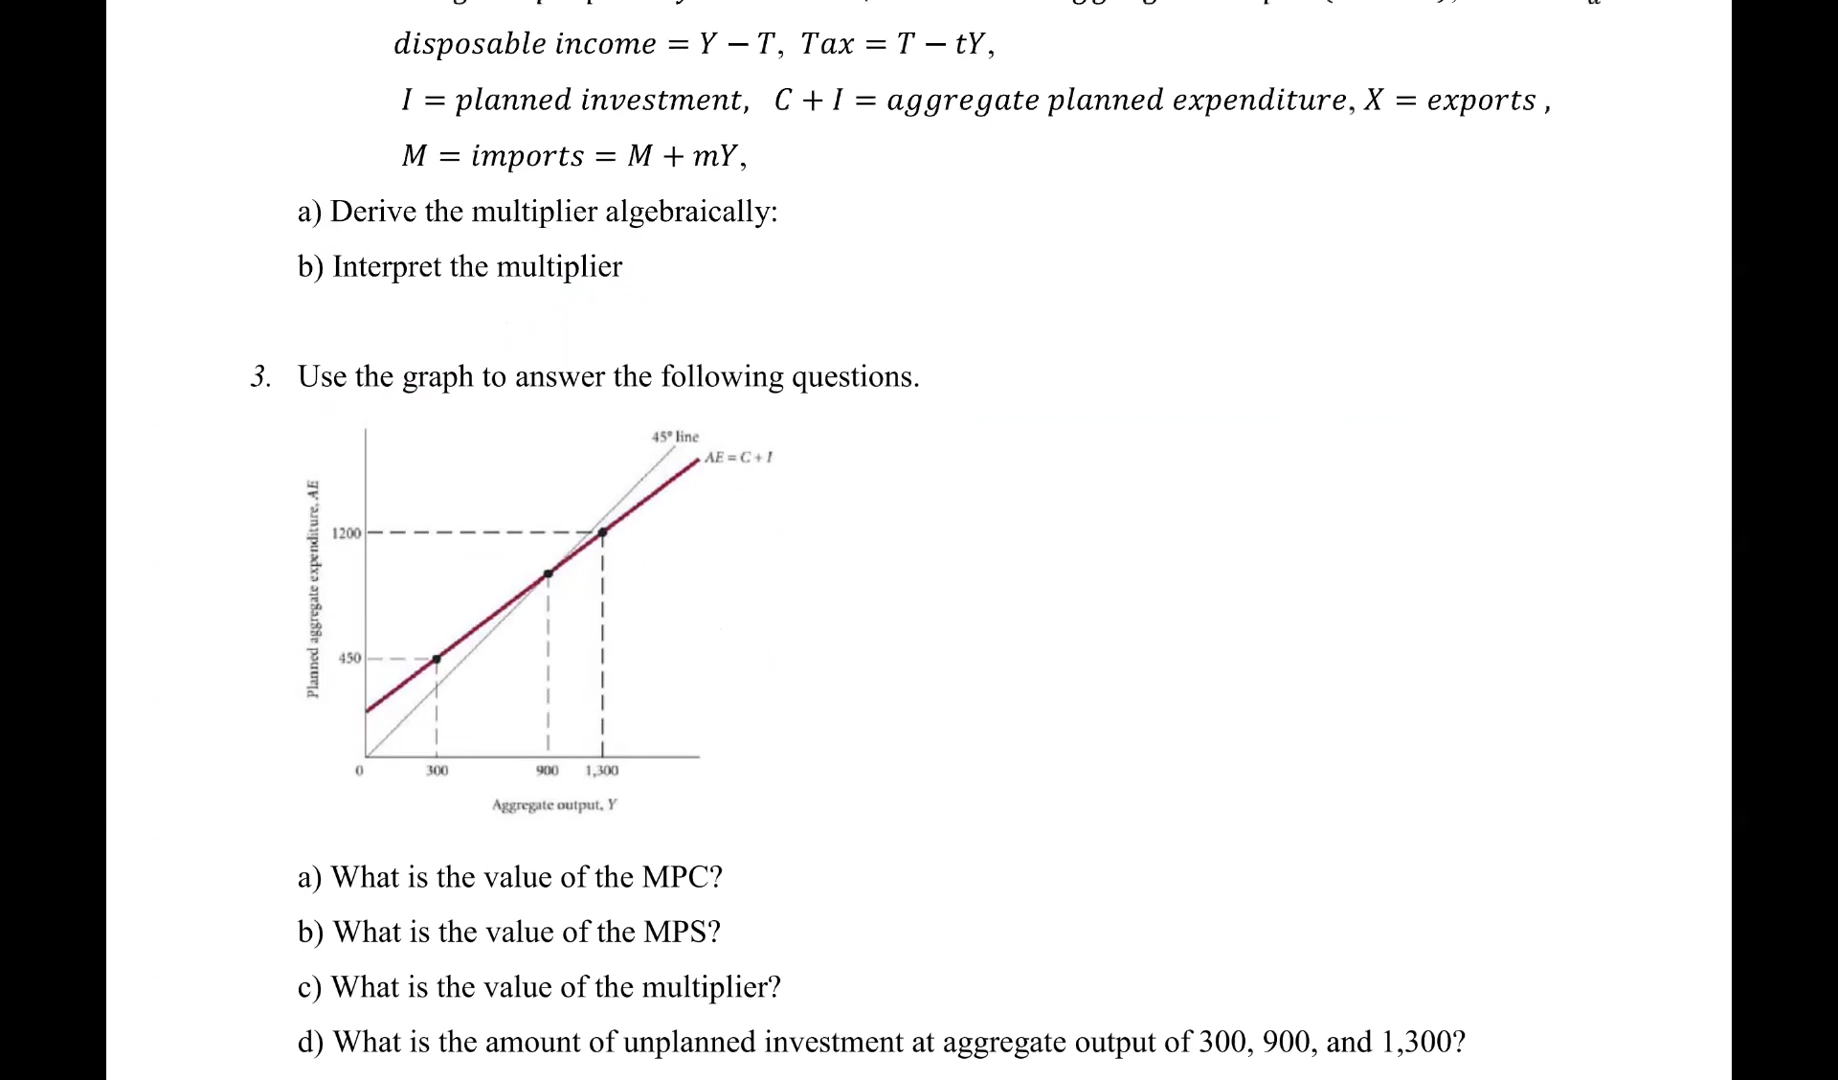 disposable income = Y − T, Tax = T − tY,
I = planned investment, C + I = aggregate planned expenditure, X = exports ,
M = imports = M + mY,
a) Derive the multiplier algebraically:
b) Interpret the multiplier
3. Use the graph to answer the following questions.
45° line
AE = C + I
Planned aggregate expenditure, AE
1200
450
0 300 900 1,300
Aggregate output, Y
a) What is the value of the MPC?
b) What is the value of the MPS?
c) What is the value of the multiplier?
d) What is the amount of unplanned investment at aggregate output of 300, 900, and 1,300?